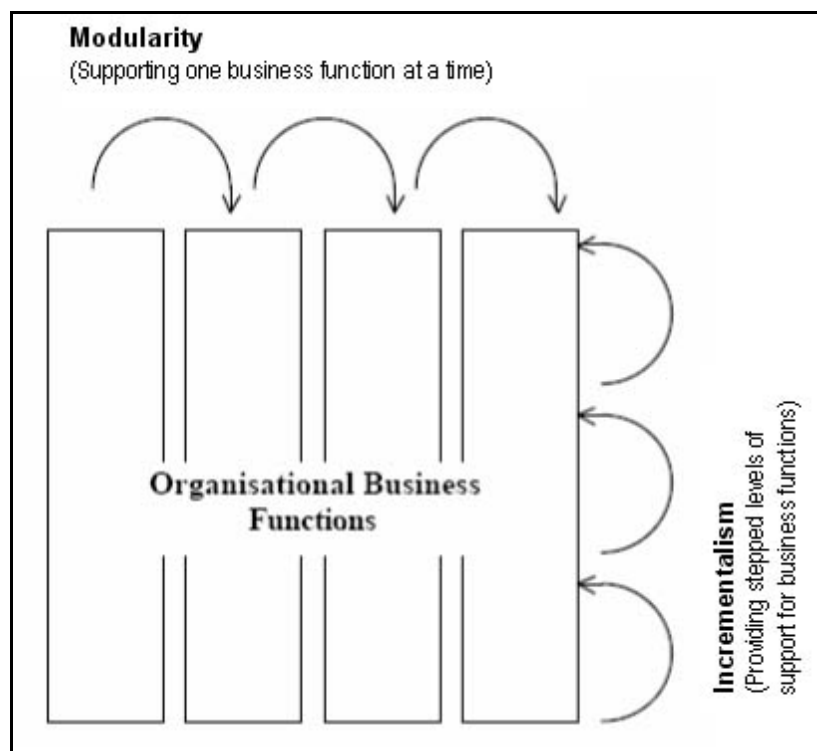 Modularity
(Supporting one business function at a time)
Organisational Business
Functions
Incrementalism
(Providing stepped levels of
support for business functions)